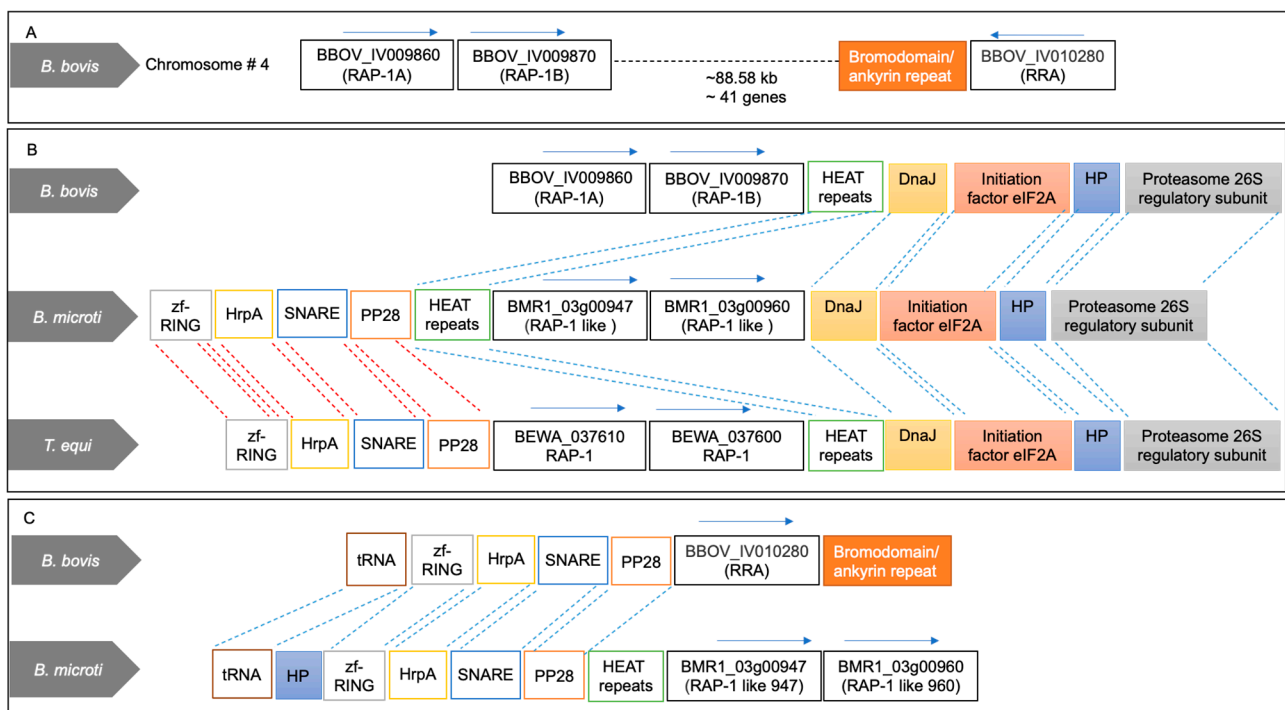 A
B. bovis
Chromosome # 4
BBOV_IV009860
(RAP-1A)
BBOV_IV009870
(RAP-1B)
~88.58 kb
~ 41 genes
Bromodomain/
ankyrin repeat
BBOV_IV010280
(RRA)
B
B. bovis
BBOV_IV009860
(RAP-1A)
BBOV_IV009870
(RAP-1B)
HEAT
repeats
DnaJ
Initiation
factor eIF2A
HP
Proteasome 26S
regulatory subunit
B. microti
zf-
RING
HrpA
SNARE
PP28
HEAT
repeats
BMR1_03g00947
(RAP-1 like )
BMR1_03g00960
(RAP-1 like )
DnaJ
Initiation
factor eIF2A
HP
Proteasome 26S
regulatory subunit
T. equi
zf-
RING
HrpA
SNARE
PP28
BEWA_037610
RAP-1
BEWA_037600
RAP-1
HEAT
repeats
DnaJ
Initiation
factor eIF2A
HP
Proteasome 26S
regulatory subunit
C
B. bovis
tRNA
zf-
RING
HrpA
SNARE
PP28
BBOV_IV010280
(RRA)
Bromodomain/
ankyrin repeat
B. microti
tRNA
HP
zf-
RING
HrpA
SNARE
PP28
HEAT
repeats
BMR1_03g00947
(RAP-1 like 947)
BMR1_03g00960
(RAP-1 like 960)